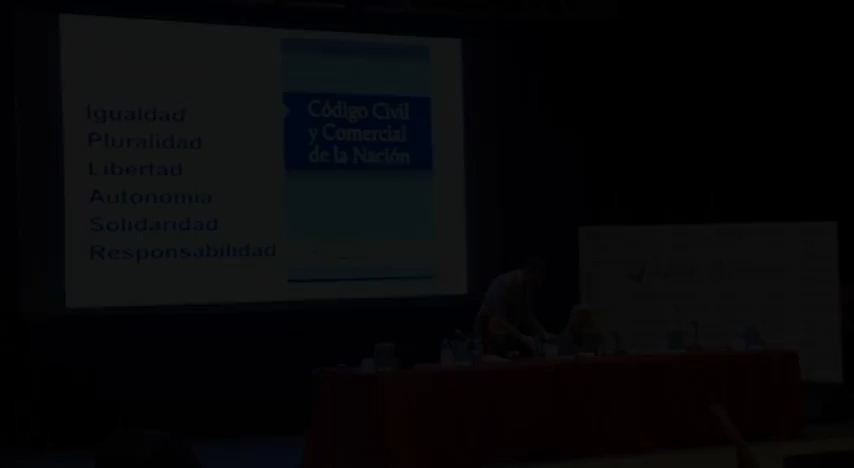 Igualdad
Pluralidad
Libertad
Autonomía
Solidaridad
Responsabilidad
Código Civil
y Comercial
de la Nación